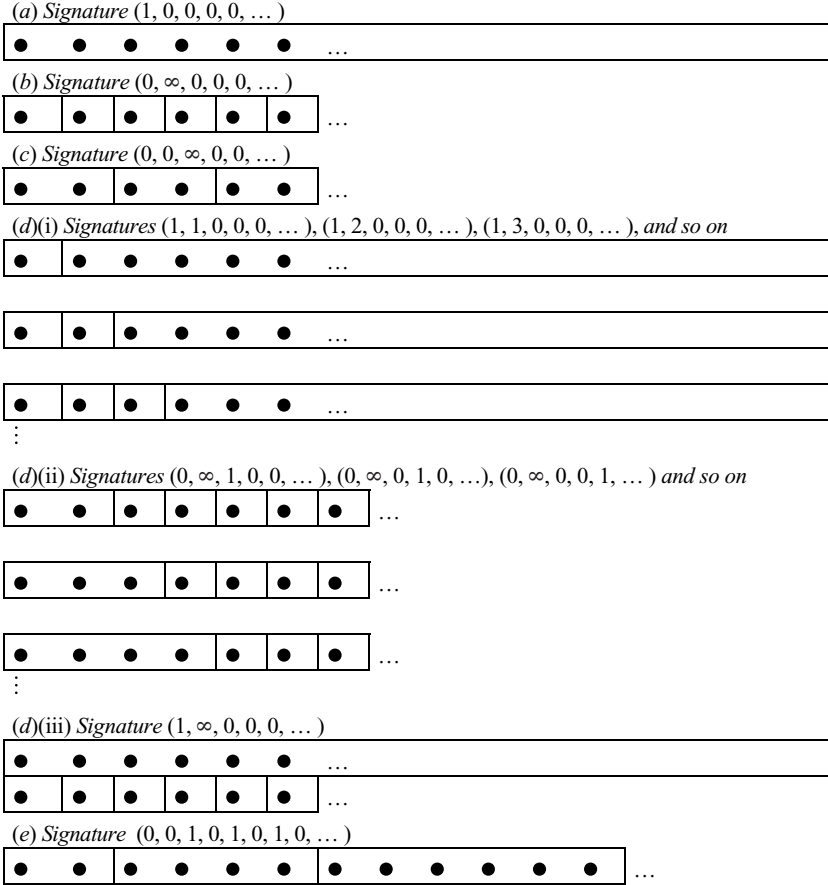 (a) Signature (1, 0, 0, 0, 0, … )
…
(b) Signature (0, ∞, 0, 0, 0, … )
…
(c) Signature (0, 0, ∞, 0, 0, … )
…
(d)(i) Signatures (1, 1, 0, 0, 0, … ), (1, 2, 0, 0, 0, … ), (1, 3, 0, 0, 0, … ), and so on
…
…
…
⋮
(d)(ii) Signatures (0, ∞, 1, 0, 0, … ), (0, ∞, 0, 1, 0, …), (0, ∞, 0, 0, 1, … ) and so on
…
…
…
⋮
(d)(iii) Signature (1, ∞, 0, 0, 0, … )
…
…
(e) Signature (0, 0, 1, 0, 1, 0, 1, 0, … )
…